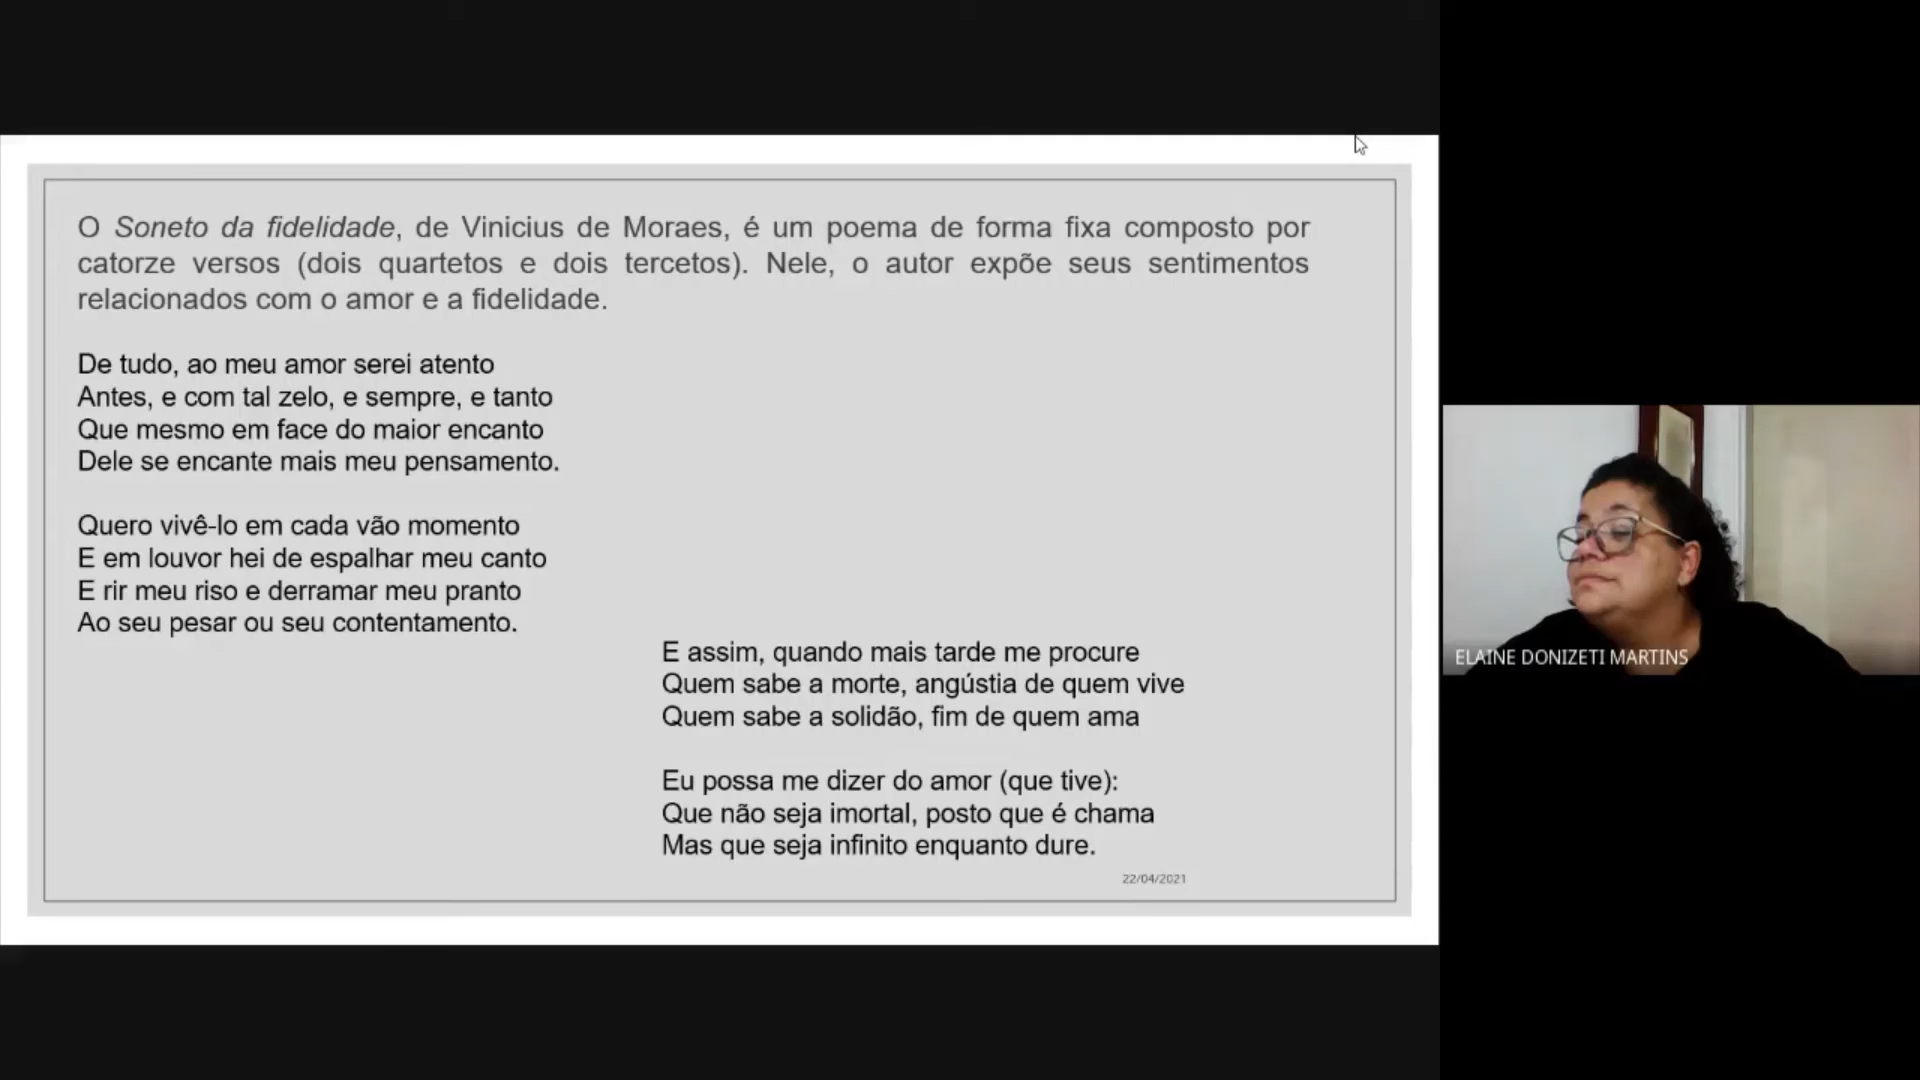 O Soneto da fidelidade, de Vinicius de Moraes, é um poema de forma fixa composto por
catorze versos (dois quartetos e dois tercetos). Nele, o autor expõe seus sentimentos
relacionados com o amor e a fidelidade.
De tudo, ao meu amor serei atento
Antes, e com tal zelo, e sempre, e tanto
Que mesmo em face do maior encanto
Dele se encante mais meu pensamento.
Quero vivê-lo em cada vão momento
E em louvor hei de espalhar meu canto
E rir meu riso e derramar meu pranto
Ao seu pesar ou seu contentamento.
E assim, quando mais tarde me procure
Quem sabe a morte, angústia de quem vive
Quem sabe a solidão, fim de quem ama
Eu possa me dizer do amor (que tive):
Que não seja imortal, posto que é chama
Mas que seja infinito enquanto dure.
22/04/2021
ELAINE DONIZETI MARTINS